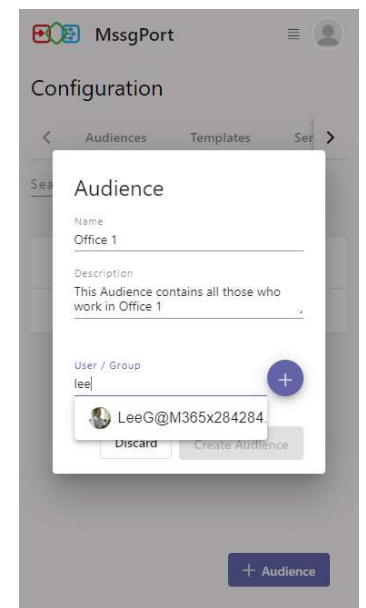 MssgPort
Configuration
Audiences Templates Ser
Sea
Audience
Name
Office 1
Description
This Audience contains all those who
work in Office 1
User / Group
lee
LeeG@M365x284284.
Discard Create Audience
+ Audience